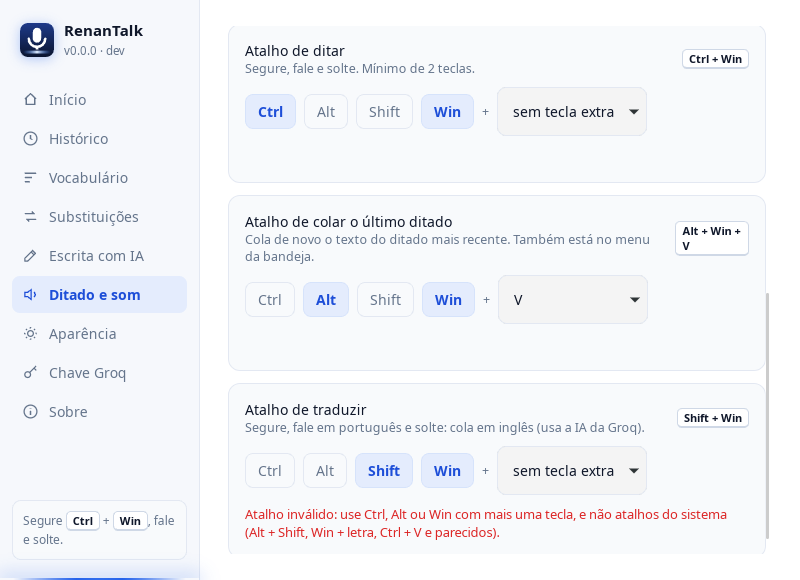 RenanTalk
v0.0.0 · dev
Início
Histórico
Vocabulário
Substituições
Escrita com IA
Ditado e som
Aparência
Chave Groq
Sobre
Segure Ctrl + Win, fale
e solte.
Atalho de ditar
Segure, fale e solte. Mínimo de 2 teclas.
Ctrl + Win
Ctrl Alt Shift Win + sem tecla extra
Atalho de colar o último ditado
Cola de novo o texto do ditado mais recente. Também está no menu
da bandeja.
Alt + Win +
V
Ctrl Alt Shift Win + V
Atalho de traduzir
Segure, fale em português e solte: cola em inglês (usa a IA da Groq).
Shift + Win
Ctrl Alt Shift Win + sem tecla extra
Atalho inválido: use Ctrl, Alt ou Win com mais uma tecla, e não atalhos do sistema
(Alt + Shift, Win + letra, Ctrl + V e parecidos).